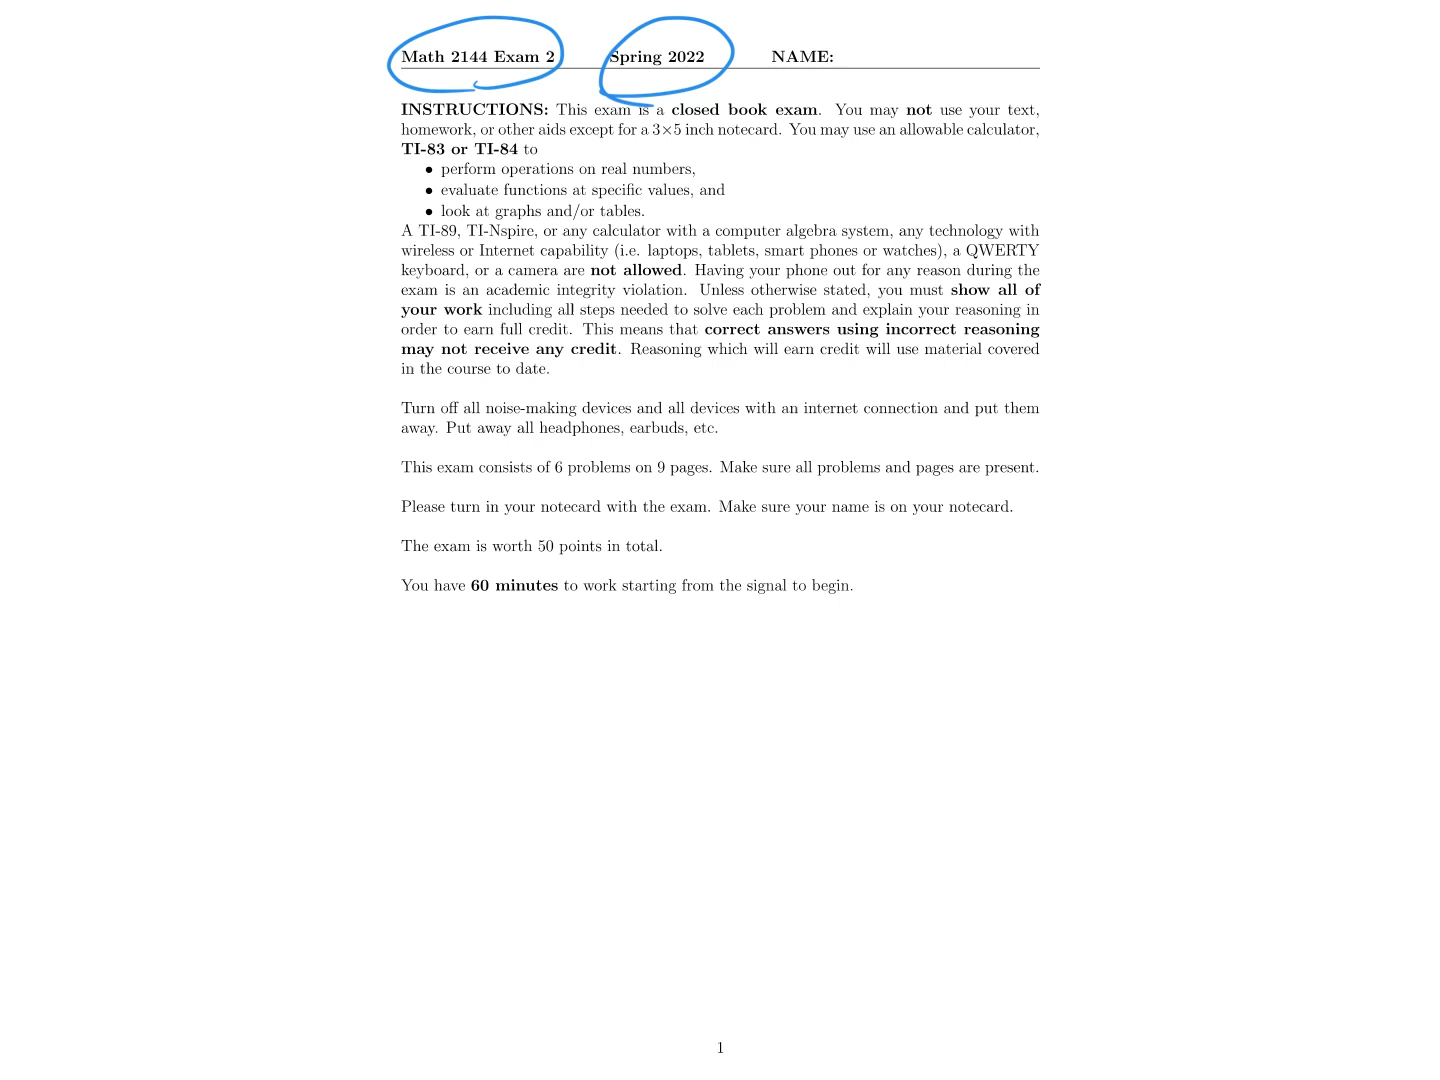 Math 2144 Exam 2 Spring 2022 NAME:
INSTRUCTIONS: This exam is a closed book exam. You may not use your text,
homework, or other aids except for a 3×5 inch notecard. You may use an allowable calculator,
TI-83 or TI-84 to
• perform operations on real numbers,
• evaluate functions at specific values, and
• look at graphs and/or tables.
A TI-89, TI-Nspire, or any calculator with a computer algebra system, any technology with
wireless or Internet capability (i.e. laptops, tablets, smart phones or watches), a QWERTY
keyboard, or a camera are not allowed. Having your phone out for any reason during the
exam is an academic integrity violation. Unless otherwise stated, you must show all of
your work including all steps needed to solve each problem and explain your reasoning in
order to earn full credit. This means that correct answers using incorrect reasoning
may not receive any credit. Reasoning which will earn credit will use material covered
in the course to date.
Turn off all noise-making devices and all devices with an internet connection and put them
away. Put away all headphones, earbuds, etc.
This exam consists of 6 problems on 9 pages. Make sure all problems and pages are present.
Please turn in your notecard with the exam. Make sure your name is on your notecard.
The exam is worth 50 points in total.
You have 60 minutes to work starting from the signal to begin.
1